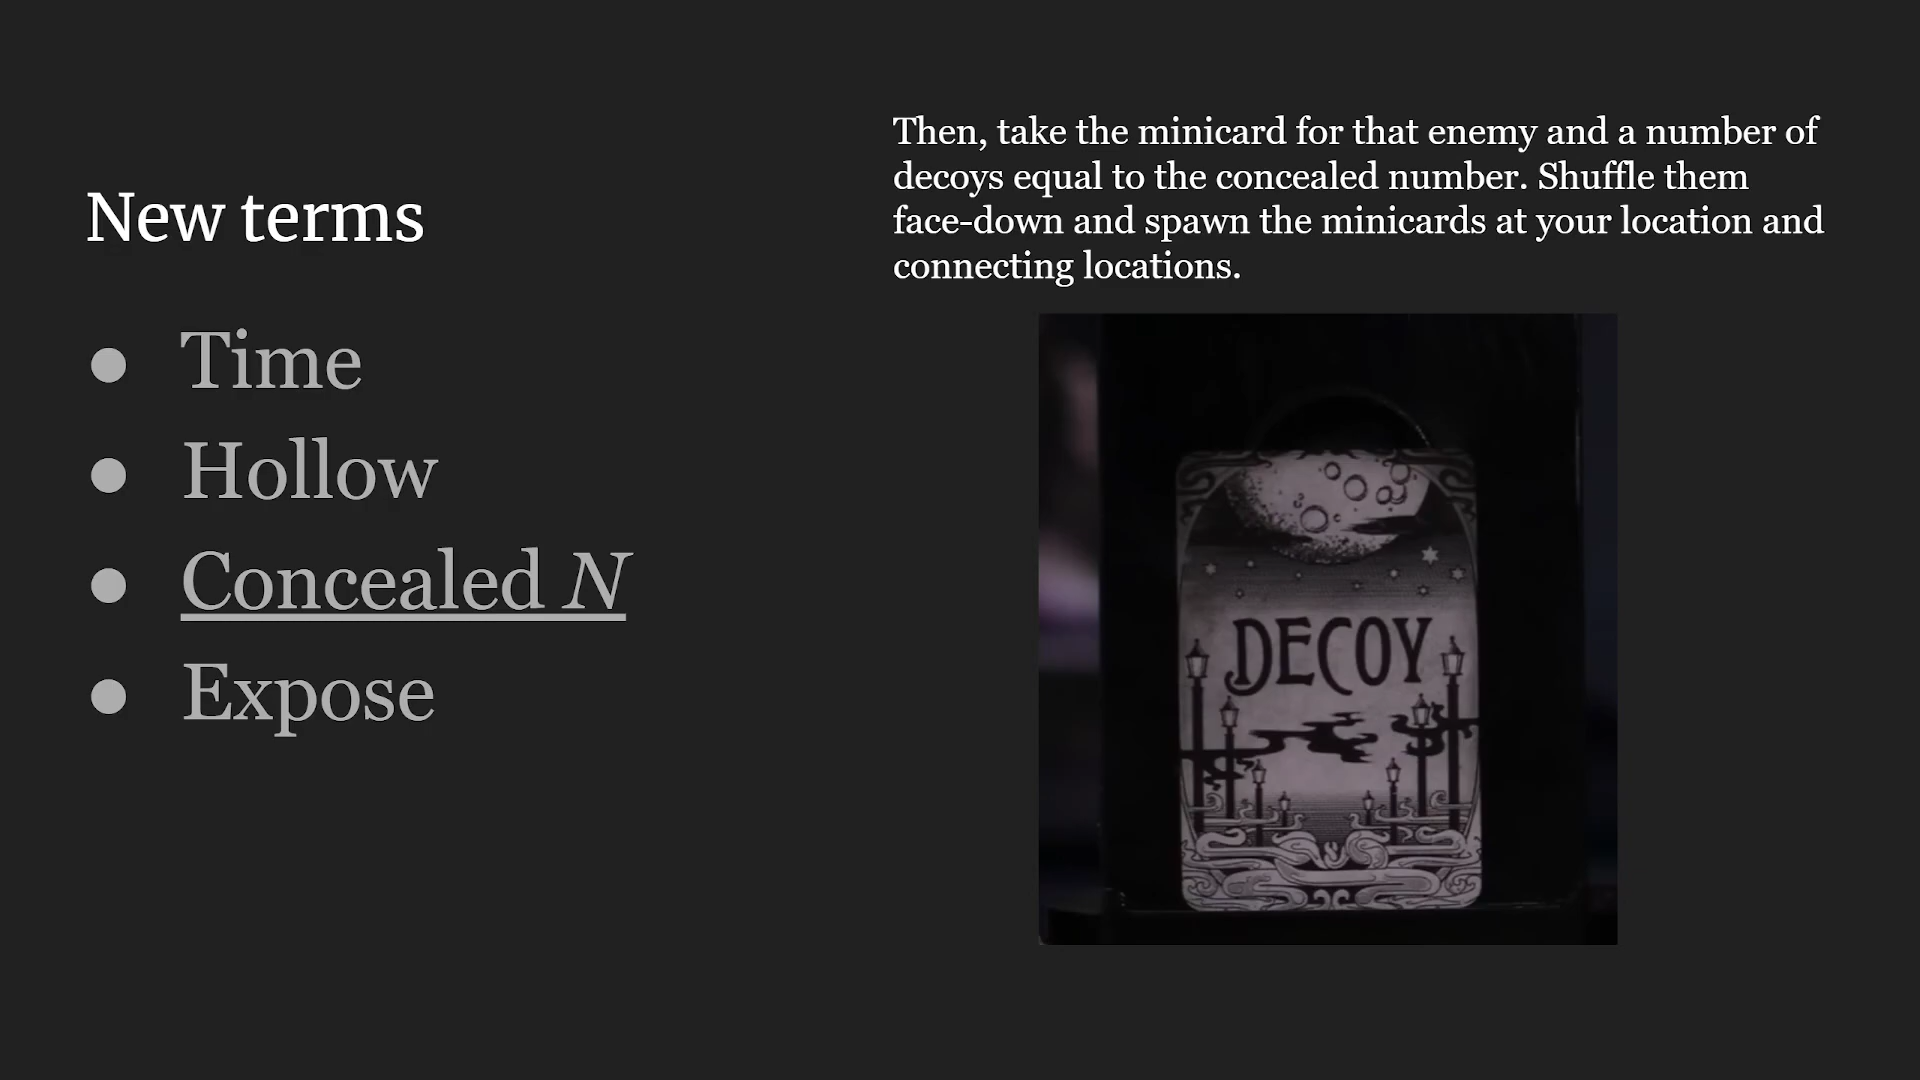 New terms
Time
Hollow
Concealed N
Expose
Then, take the minicard for that enemy and a number of
decoys equal to the concealed number. Shuffle them
face-down and spawn the minicards at your location and
connecting locations.
DECOY